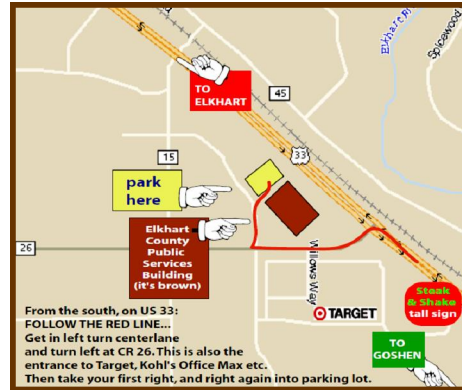 Elkhart Ri
Spicewood
TO
ELKHART
45
33
15
park
here
Elkhart
County
Public
Services
Building
(it's brown)
26
Willows Way
TARGET
Steak
& Shake
tall sign
TO
GOSHEN
From the south, on US 33:
FOLLOW THE RED LINE...
Get in left turn centerlane
and turn left at CR 26. This is also the
entrance to Target, Kohl's Office Max etc.
Then take your first right, and right again into parking lot.